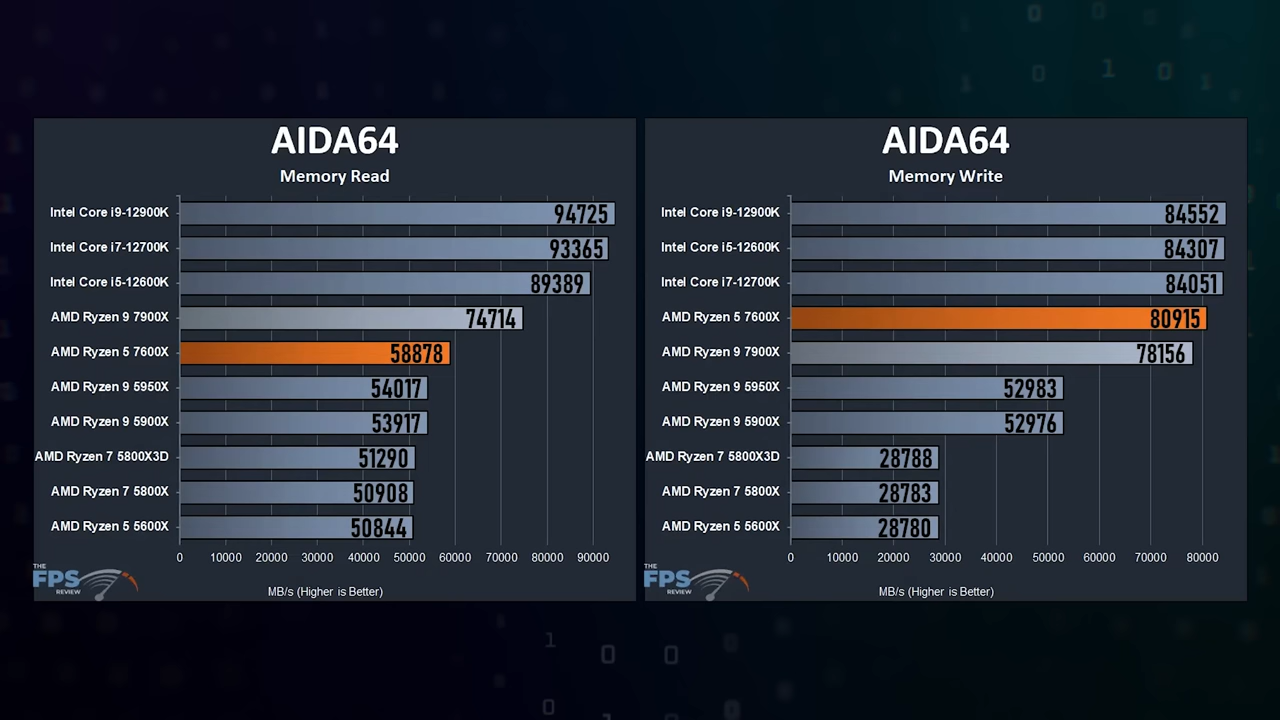 AIDA64
Memory Read
Intel Core i9-12900K 94725
Intel Core i7-12700K 93365
Intel Core i5-12600K 89389
AMD Ryzen 9 7900X 74714
AMD Ryzen 5 7600X 58878
AMD Ryzen 9 5950X 54017
AMD Ryzen 9 5900X 53917
AMD Ryzen 7 5800X3D 51290
AMD Ryzen 7 5800X 50908
AMD Ryzen 5 5600X 50844
0 10000 20000 30000 40000 50000 60000 70000 80000 90000
MB/s (Higher is Better)
THE
FPS
REVIEW
AIDA64
Memory Write
Intel Core i9-12900K 84552
Intel Core i5-12600K 84307
Intel Core i7-12700K 84051
AMD Ryzen 5 7600X 80915
AMD Ryzen 9 7900X 78156
AMD Ryzen 9 5950X 52983
AMD Ryzen 9 5900X 52976
AMD Ryzen 7 5800X3D 28788
AMD Ryzen 7 5800X 28783
AMD Ryzen 5 5600X 28780
0 10000 20000 30000 40000 50000 60000 70000 80000
MB/s (Higher is Better)
THE
FPS
REVIEW